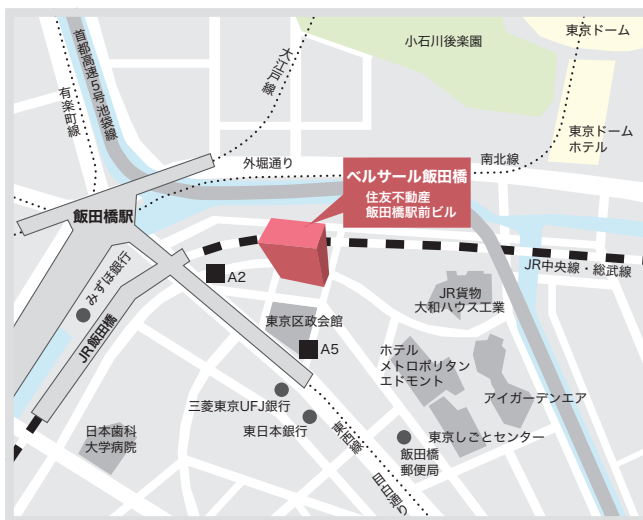 小石川後楽園
東京ドーム
首都高速5号池袋線
有楽町線
大江戸線
東京ドーム
ホテル
外堀通り
南北線
ベルサール飯田橋
住友不動産
飯田橋駅前ビル
飯田橋駅
みずほ銀行
JR飯田橋
A2
JR中央線・総武線
JR貨物
大和ハウス工業
東京区政会館
A5
ホテル
メトロポリタン
エドモント
アイガーデンエア
三菱東京UFJ銀行
東日本銀行
東西線
目白通り
日本歯科
大学病院
東京しごとセンター
飯田橋
郵便局